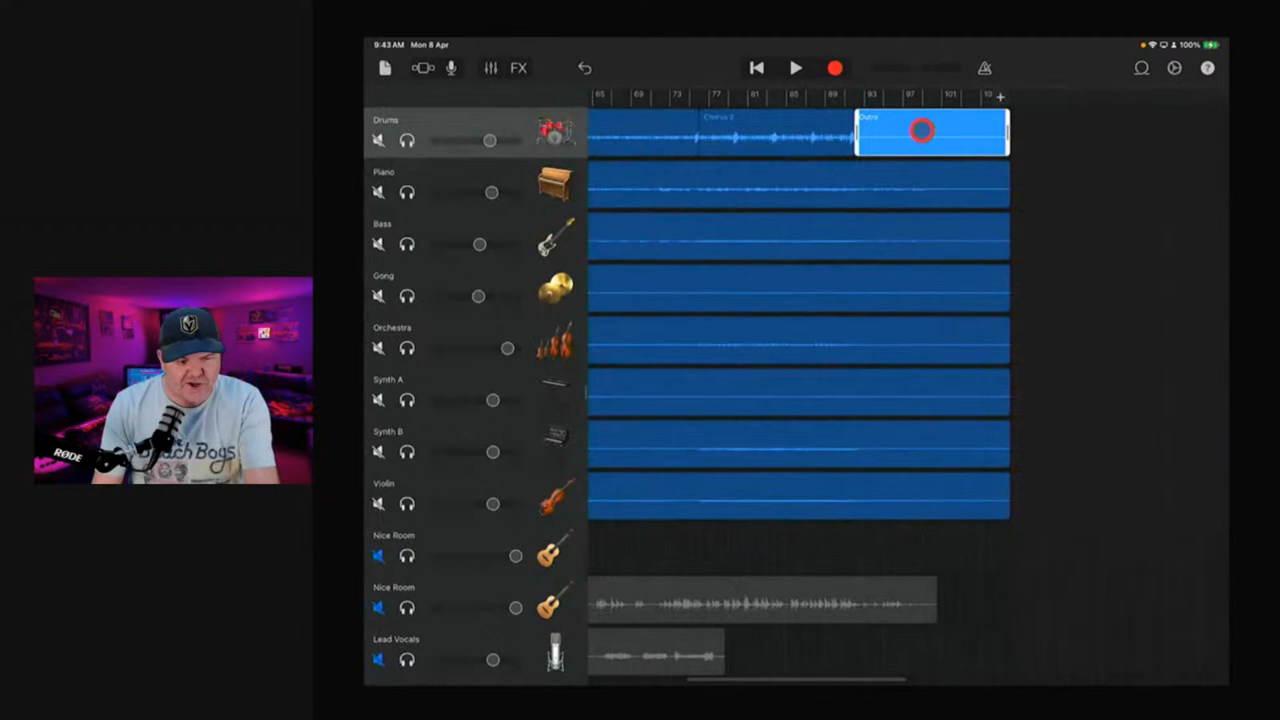 9:43 AM Mon 8 Apr
100%
FX
65 69 73 77 81 85 89 93 97 101 10
Drums
Chorus 2
Outro
Piano
Bass
Gong
Orchestra
Synth A
Synth B
Violin
Nice Room
Nice Room
Lead Vocals
RØDE
Beach Boys